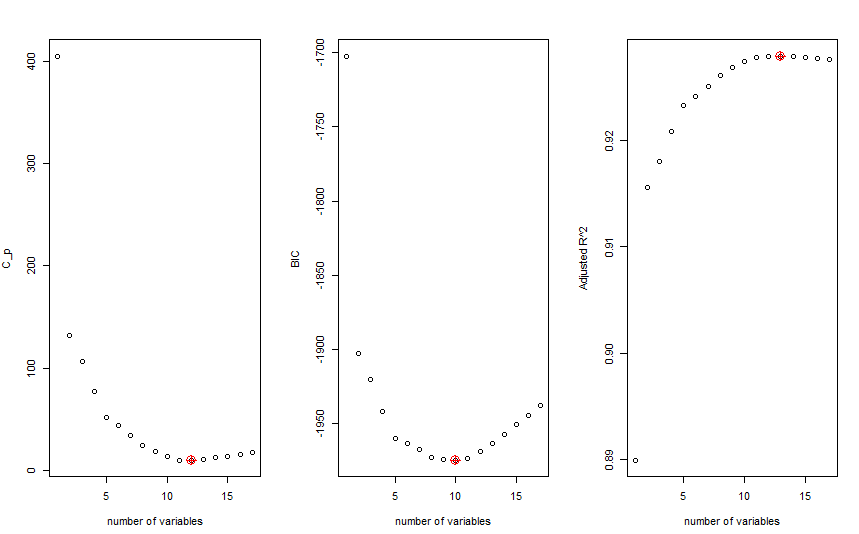 C_p
400
300
200
100
0
5 10 15
number of variables
BIC
-1700
-1750
-1800
-1850
-1900
-1950
5 10 15
number of variables
Adjusted R^2
0.92
0.91
0.90
0.89
5 10 15
number of variables